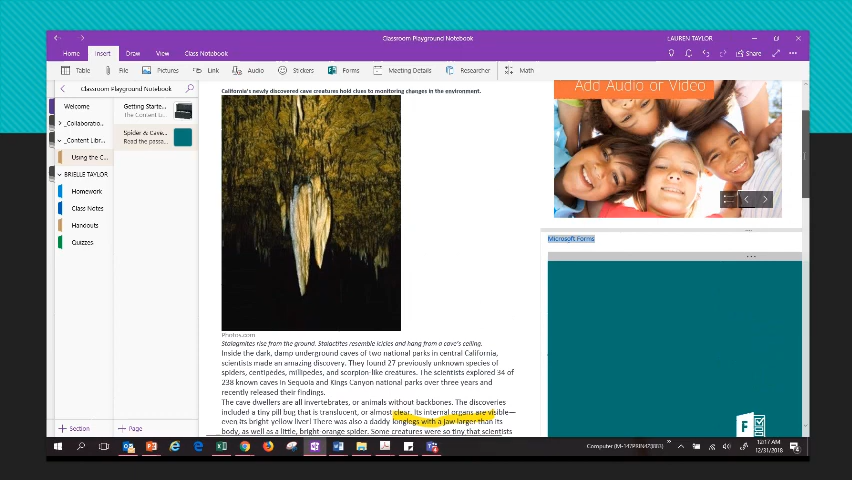 Classroom Playground Notebook
LAUREN TAYLOR
Home Insert Draw View Class Notebook
Share
Table File Pictures Link Audio Stickers Forms Meeting Details Researcher Math
Classroom Playground Notebook
Welcome
_Collaboratio...
_Content Libr...
Using the C...
BRIELLE TAYLOR
Homework
Class Notes
Handouts
Quizzes
Section
Getting Starte...
The Content Li...
Spider & Cave...
Read the passa...
Page
California's newly discovered cave creatures hold clues to monitoring changes in the environment.
Photos.com
Stalagmites rise from the ground. Stalactites resemble icicles and hang from a cave's ceiling.
Inside the dark, damp underground caves of two national parks in central California,
scientists made an amazing discovery. They found 27 previously unknown species of
spiders, centipedes, millipedes, and scorpion-like creatures. The scientists explored 34 of
238 known caves in Sequoia and Kings Canyon national parks over three years and
recently released their findings.
The cave dwellers are all invertebrates, or animals without backbones. The discoveries
included a tiny pill bug that is translucent, or almost clear. Its internal organs are visible—
even its bright yellow liver! There was also a daddy longlegs with a jaw larger than its
body, as well as a little, bright orange spider. Some creatures were so tiny that scientists
Add Audio or Video
Microsoft Forms
F
12:17 AM
12/31/2018